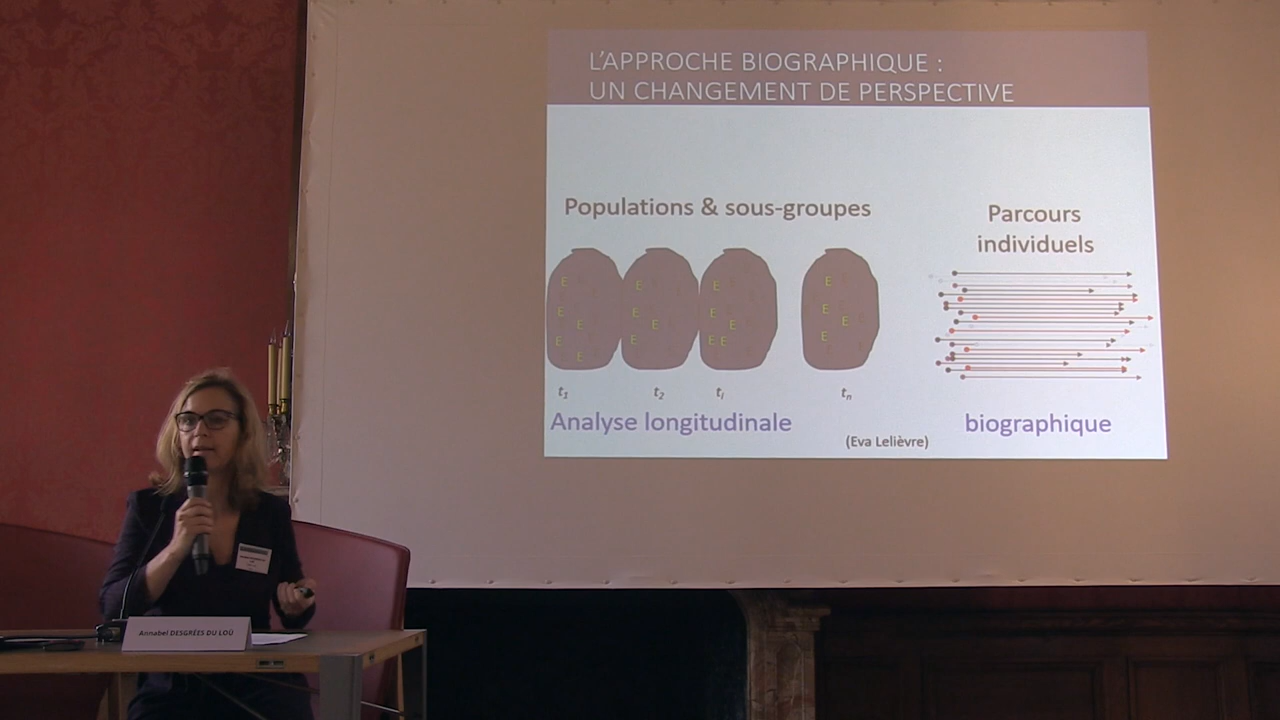 L'APPROCHE BIOGRAPHIQUE :
UN CHANGEMENT DE PERSPECTIVE
Populations & sous-groupes
Parcours
individuels
E E E E
E E E E
E E E E
E E E E E
E
t1 t2 ti tn
Analyse longitudinale
biographique
(Eva Lelièvre)
Annabel DESGRÉES DU LOÛ